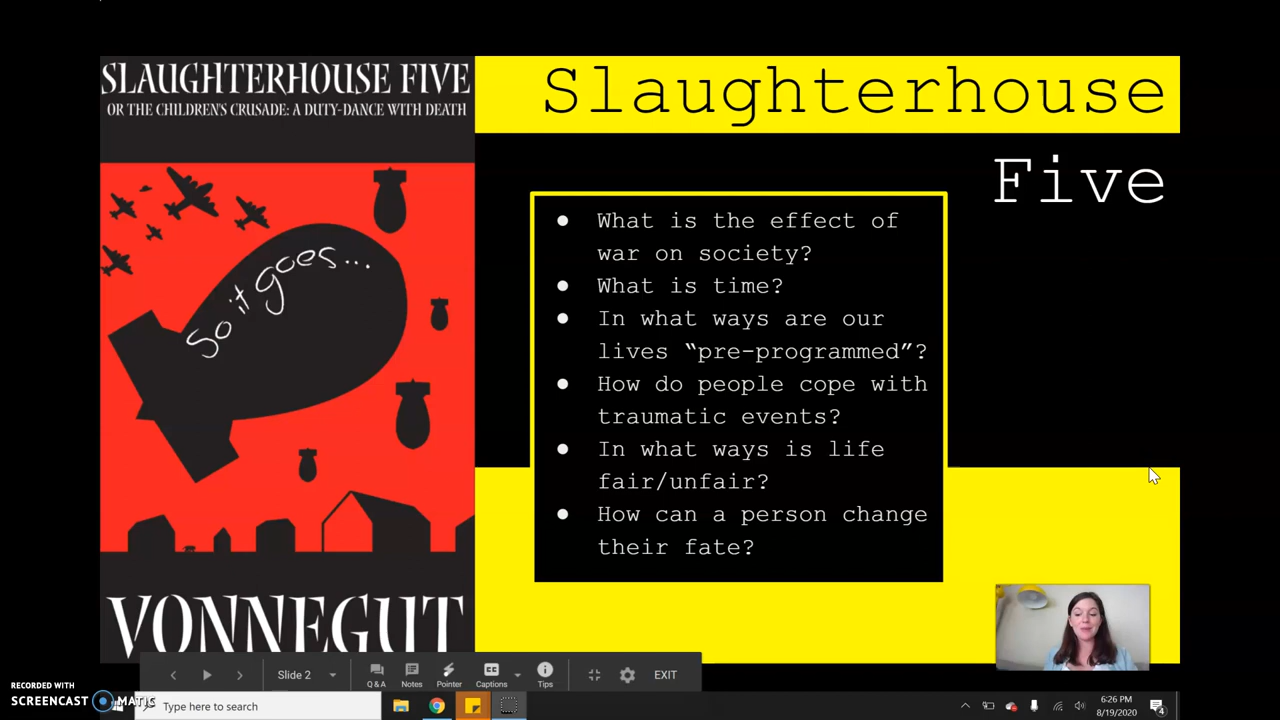 SLAUGHTERHOUSE FIVE
OR THE CHILDREN'S CRUSADE: A DUTY-DANCE WITH DEATH
So it goes...
VONNEGUT
Slaughterhouse
Five
● What is the effect of
war on society?
● What is time?
● In what ways are our
lives “pre-programmed”?
● How do people cope with
traumatic events?
● In what ways is life
fair/unfair?
● How can a person change
their fate?
Slide 2
Q & A
Notes
Pointer
Captions
Tips
EXIT
RECORDED WITH
SCREENCAST MATIC
Type here to search
6:26 PM
8/19/2020
4